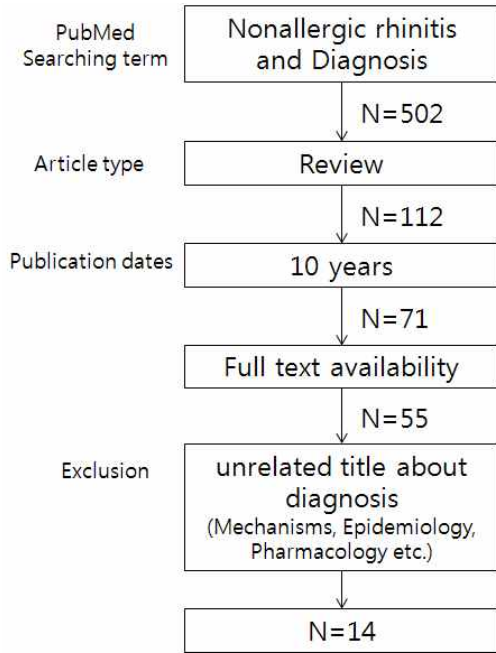 PubMed
Searching term
Nonallergic rhinitis
and Diagnosis
N=502
Article type
Review
N=112
Publication dates
10 years
N=71
Full text availability
N=55
Exclusion
unrelated title about
diagnosis
(Mechanisms, Epidemiology,
Pharmacology etc.)
N=14